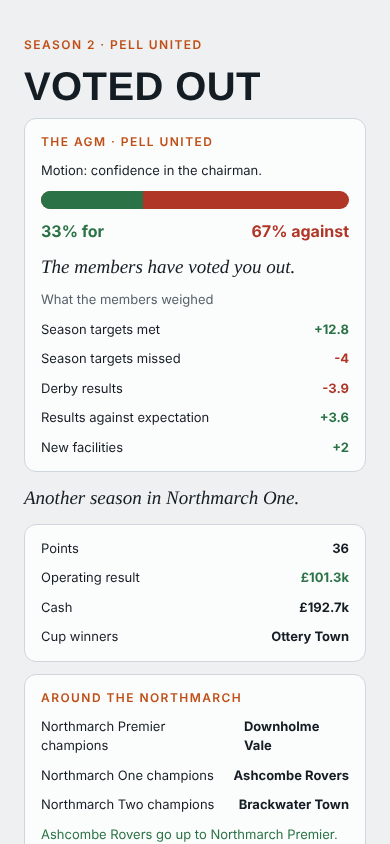 SEASON 2 · PELL UNITED
VOTED OUT
THE AGM · PELL UNITED
Motion: confidence in the chairman.
33% for 67% against
The members have voted you out.
What the members weighed
Season targets met +12.8
Season targets missed -4
Derby results -3.9
Results against expectation +3.6
New facilities +2
Another season in Northmarch One.
Points 36
Operating result £101.3k
Cash £192.7k
Cup winners Ottery Town
AROUND THE NORTHMARCH
Northmarch Premier champions Downholme Vale
Northmarch One champions Ashcombe Rovers
Northmarch Two champions Brackwater Town
Ashcombe Rovers go up to Northmarch Premier.